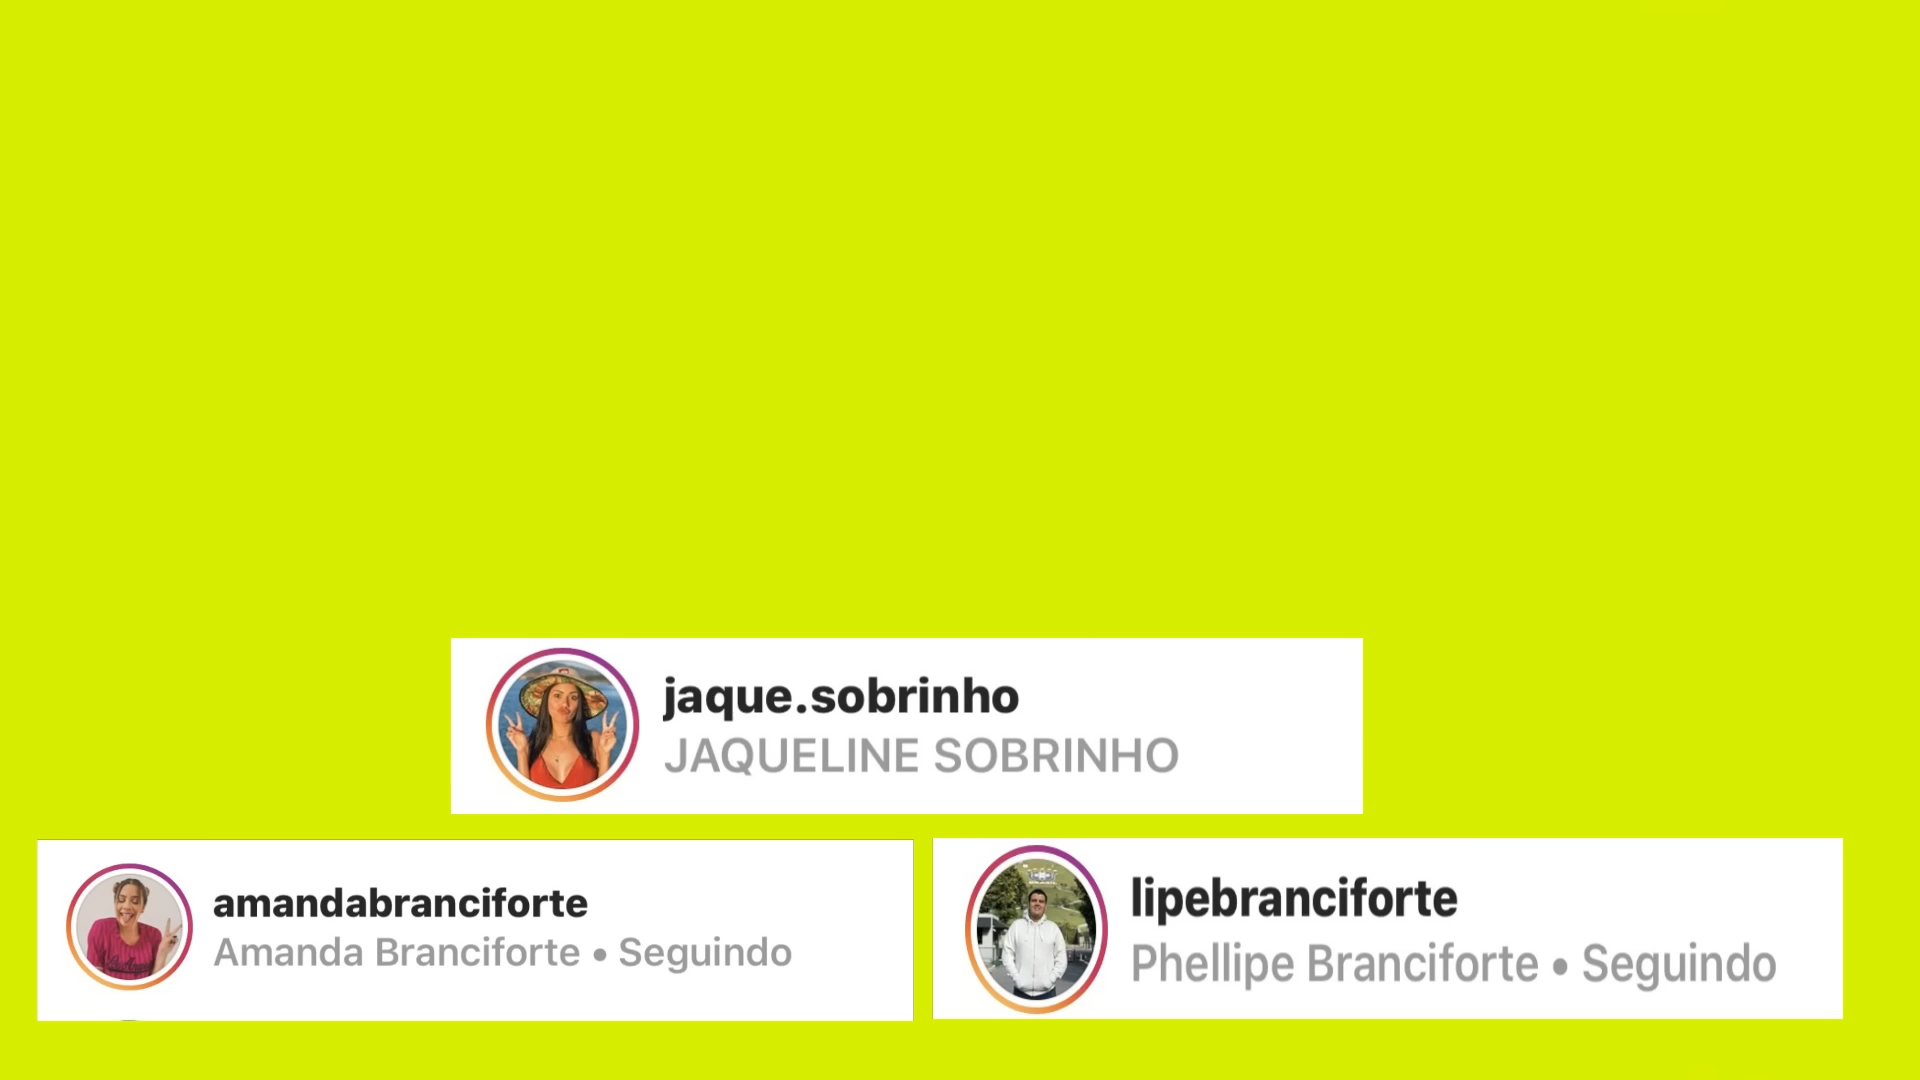 jaque.sobrinho
JAQUELINE SOBRINHO
amandabranciforte
Amanda Branciforte • Seguindo
lipebranciforte
Phellipe Branciforte • Seguindo